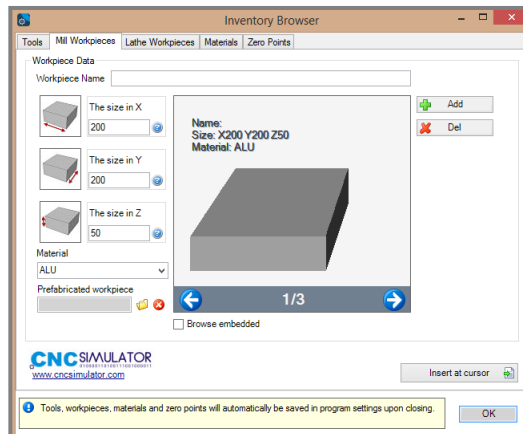 Inventory Browser
Tools Mill Workpieces Lathe Workpieces Materials Zero Points
Workpiece Data
Workpiece Name
The size in X
200
The size in Y
200
The size in Z
50
Material
ALU
Prefabricated workpiece
Name:
Size: X200 Y200 Z50
Material: ALU
1/3
Browse embedded
Add
Del
CNC SIMULATOR
www.cncsimulator.com
Insert at cursor
Tools, workpieces, materials and zero points will automatically be saved in program settings upon closing.
OK